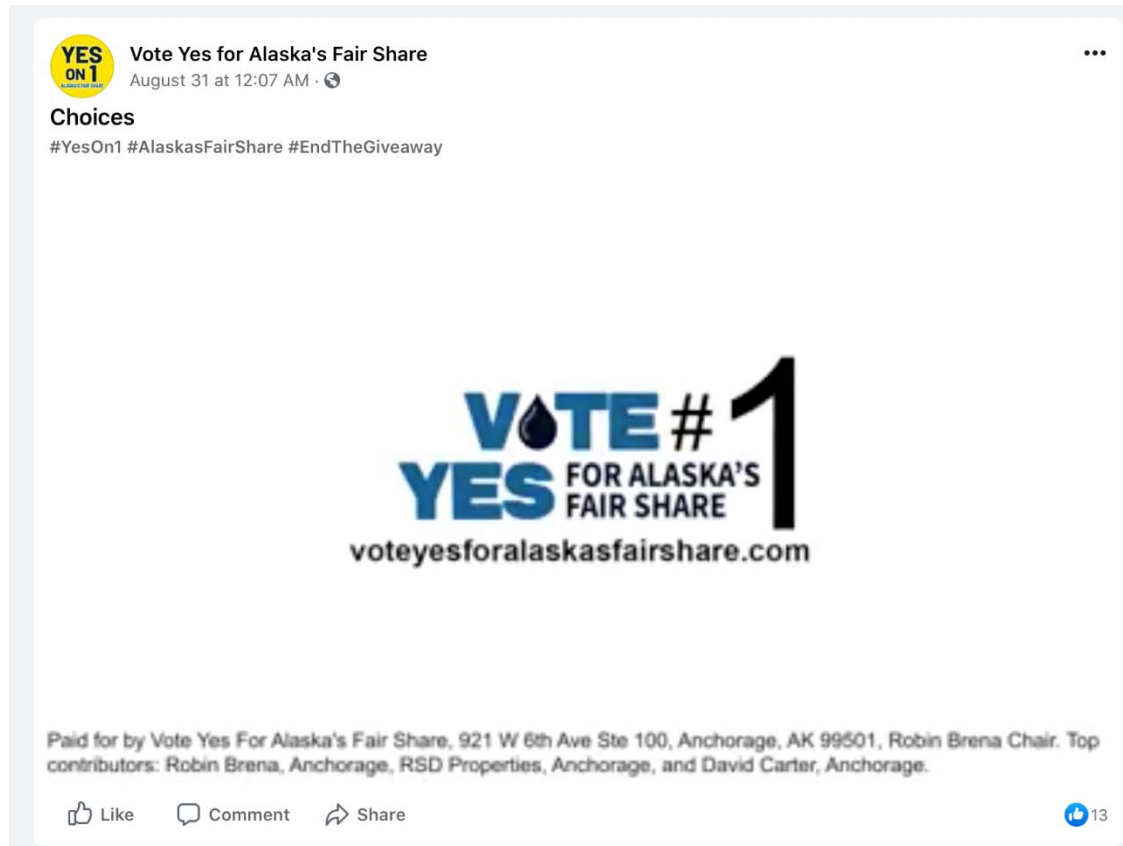 YES
ON 1
ALASKA'S FAIR SHARE
Vote Yes for Alaska's Fair Share
August 31 at 12:07 AM ·
Choices
#YesOn1 #AlaskasFairShare #EndTheGiveaway
VOTE #1
YES FOR ALASKA'S
FAIR SHARE
voteyesforalaskasfairshare.com
Paid for by Vote Yes For Alaska's Fair Share, 921 W 6th Ave Ste 100, Anchorage, AK 99501, Robin Brena Chair. Top
contributors: Robin Brena, Anchorage, RSD Properties, Anchorage, and David Carter, Anchorage.
Like Comment Share 13